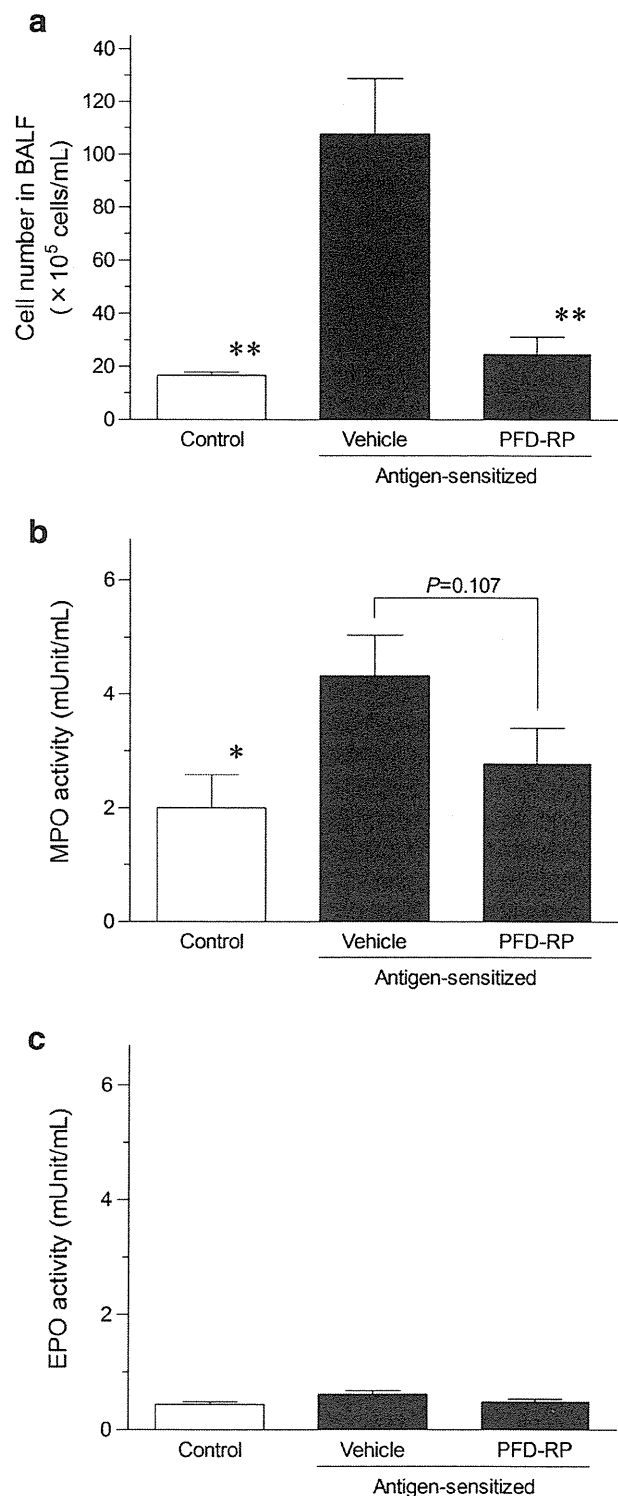 a
Cell number in BALF
(×10⁵ cells/mL)
40
120
100
80
60
40
20
0
**
**
Control
Vehicle
PFD-RP
Antigen-sensitized
b
MPO activity (mUnit/mL)
6
4
2
0
*
P=0.107
Control
Vehicle
PFD-RP
Antigen-sensitized
c
EPO activity (mUnit/mL)
6
4
2
0
Control
Vehicle
PFD-RP
Antigen-sensitized